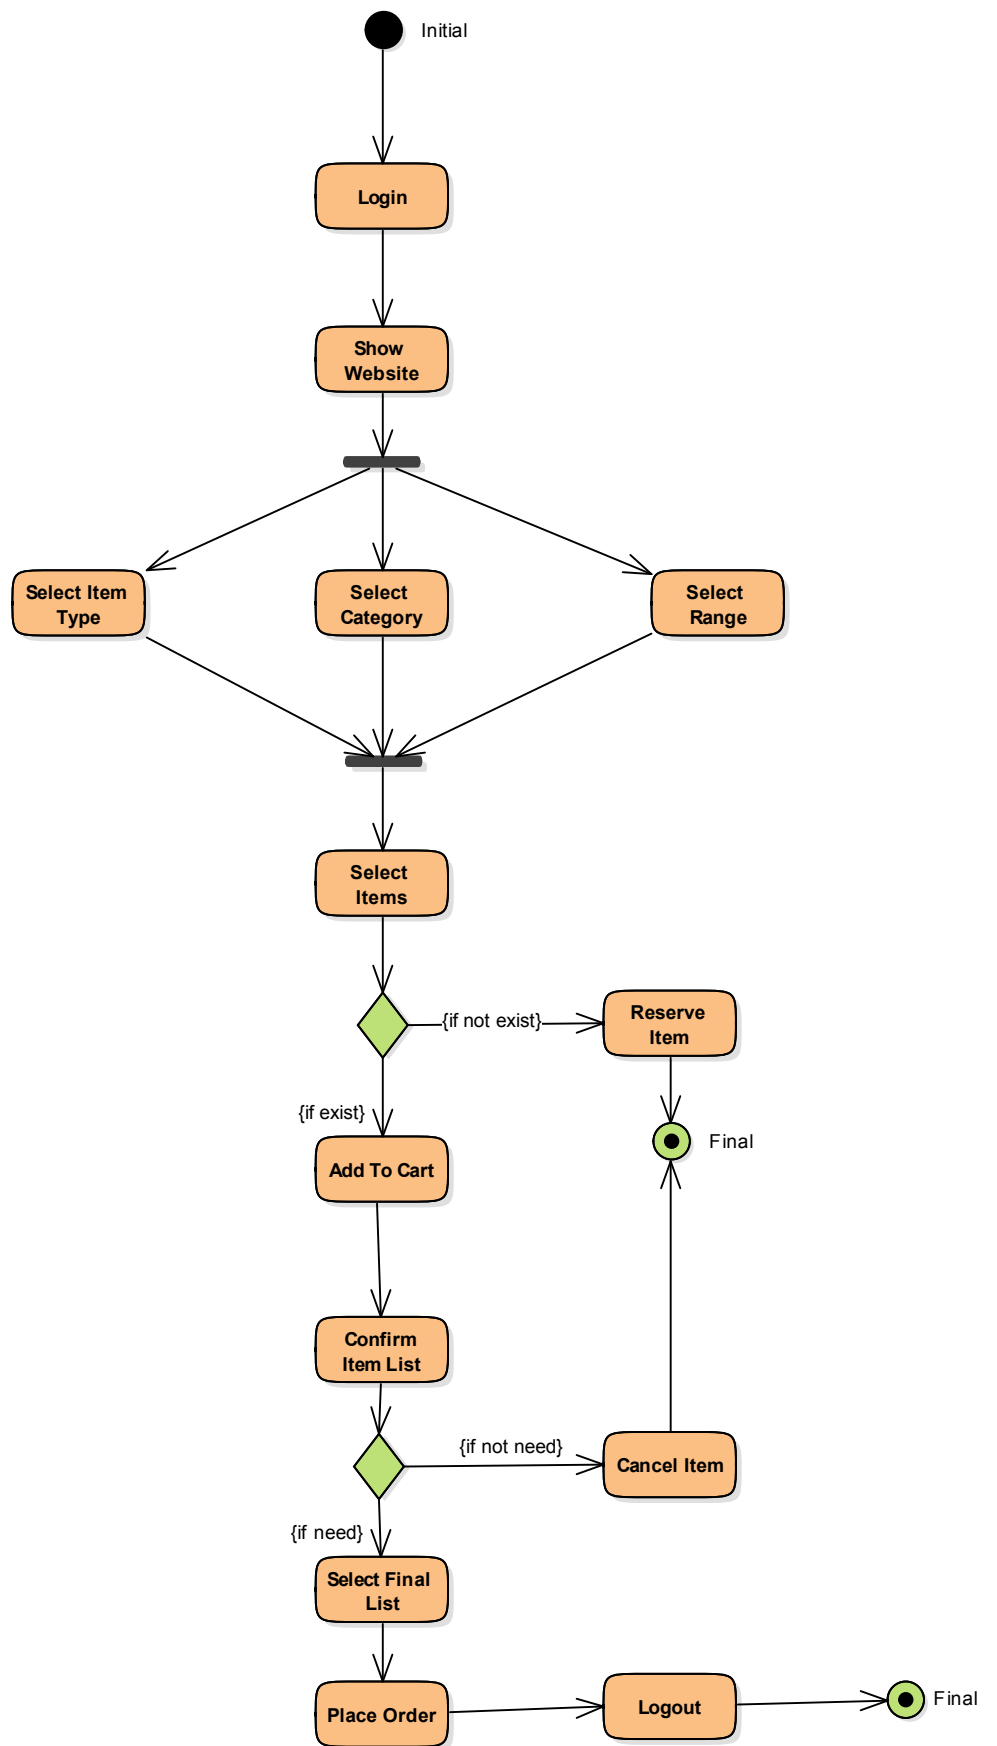 Initial
Login
Show
Website
Select Item
Type
Select
Category
Select
Range
Select
Items
{if not exist}
Reserve
Item
{if exist}
Final
Add To Cart
Confirm
Item List
{if not need}
Cancel Item
{if need}
Select Final
List
Place Order
Logout
Final